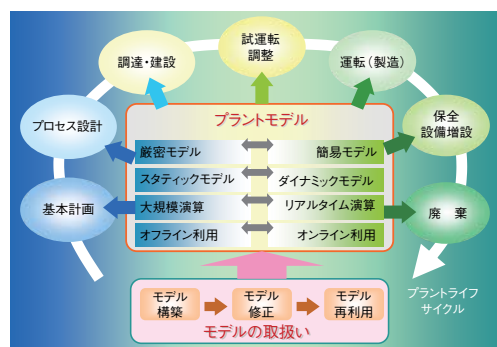 試運転
調整
調達・建設
運転(製造)
プロセス設計
保全
設備増設
基本計画
廃棄
プラントモデル
厳密モデル
簡易モデル
スタティックモデル
ダイナミックモデル
大規模演算
リアルタイム演算
オフライン利用
オンライン利用
モデル
構築
モデル
修正
モデル
再利用
モデルの取扱い
プラントライフ
サイクル